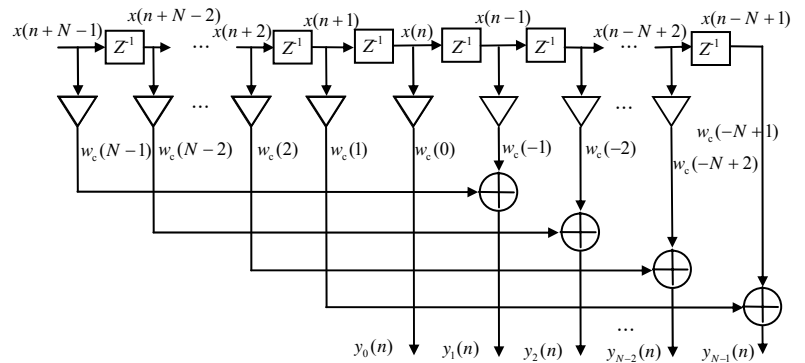 x(n+N−1) x(n+N−2) ... x(n+2) x(n+1) x(n) x(n−1) ... x(n−N+2) x(n−N+1)
Z⁻¹ Z⁻¹ Z⁻¹ Z⁻¹ Z⁻¹ Z⁻¹
... ...
w_c(N−1) w_c(N−2) w_c(2) w_c(1) w_c(0) w_c(−1) w_c(−2) w_c(−N+2) w_c(−N+1)
...
y_0(n) y_1(n) y_2(n) y_{N−2}(n) y_{N−1}(n)